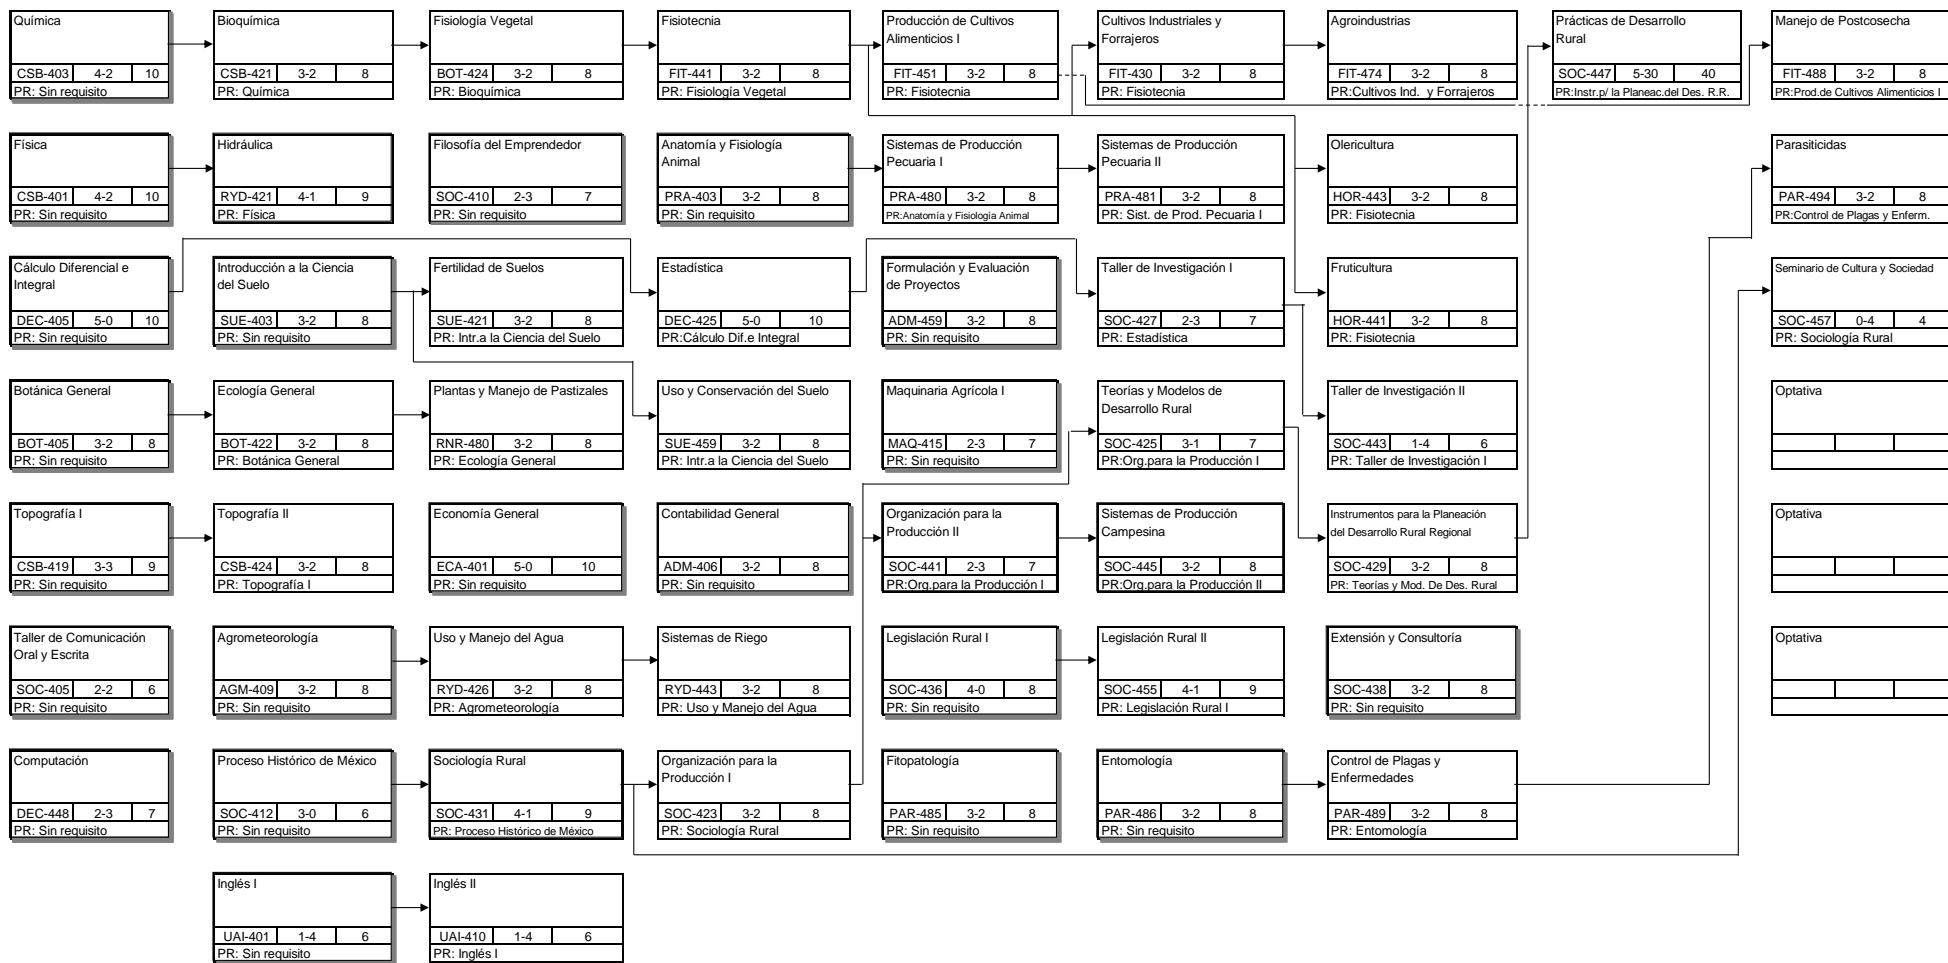 Química
CSB-403 4-2 10
PR: Sin requisito
Bioquímica
CSB-421 3-2 8
PR: Química
Fisiología Vegetal
BOT-424 3-2 8
PR: Bioquímica
Fisiotecnia
FIT-441 3-2 8
PR: Fisiología Vegetal
Producción de Cultivos
Alimenticios I
FIT-451 3-2 8
PR: Fisiotecnia
Cultivos Industriales y
Forrajeros
FIT-430 3-2 8
PR: Fisiotecnia
Agroindustrias
FIT-474 3-2 8
PR:Cultivos Ind. y Forrajeros
Prácticas de Desarrollo
Rural
SOC-447 5-30 40
PR:Instr.p/ la Planeac.del Des. R.R.
Manejo de Postcosecha
FIT-488 3-2 8
PR:Prod.de Cultivos Alimenticios I
Física
CSB-401 4-2 10
PR: Sin requisito
Hidráulica
RYD-421 4-1 9
PR: Física
Filosofía del Emprendedor
SOC-410 2-3 7
PR: Sin requisito
Anatomía y Fisiología
Animal
PRA-403 3-2 8
PR: Sin requisito
Sistemas de Producción
Pecuaria I
PRA-480 3-2 8
PR:Anatomía y Fisiología Animal
Sistemas de Producción
Pecuaria II
PRA-481 3-2 8
PR: Sist. de Prod. Pecuaria I
Olericultura
HOR-443 3-2 8
PR: Fisiotecnia
Parasiticidas
PAR-494 3-2 8
PR:Control de Plagas y Enferm.
Cálculo Diferencial e
Integral
DEC-405 5-0 10
PR: Sin requisito
Introducción a la Ciencia
del Suelo
SUE-403 3-2 8
PR: Sin requisito
Fertilidad de Suelos
SUE-421 3-2 8
PR: Intr.a la Ciencia del Suelo
Estadística
DEC-425 5-0 10
PR:Cálculo Dif.e Integral
Formulación y Evaluación
de Proyectos
ADM-459 3-2 8
PR: Sin requisito
Taller de Investigación I
SOC-427 2-3 7
PR: Estadística
Fruticultura
HOR-441 3-2 8
PR: Fisiotecnia
Seminario de Cultura y Sociedad
SOC-457 0-4 4
PR: Sociología Rural
Botánica General
BOT-405 3-2 8
PR: Sin requisito
Ecología General
BOT-422 3-2 8
PR: Botánica General
Plantas y Manejo de Pastizales
RNR-480 3-2 8
PR: Ecología General
Uso y Conservación del Suelo
SUE-459 3-2 8
PR: Intr.a la Ciencia del Suelo
Maquinaria Agrícola I
MAQ-415 2-3 7
PR: Sin requisito
Teorías y Modelos de
Desarrollo Rural
SOC-425 3-1 7
PR:Org.para la Producción I
Taller de Investigación II
SOC-443 1-4 6
PR: Taller de Investigación I
Optativa
Topografía I
CSB-419 3-3 9
PR: Sin requisito
Topografía II
CSB-424 3-2 8
PR: Topografía I
Economía General
ECA-401 5-0 10
PR: Sin requisito
Contabilidad General
ADM-406 3-2 8
PR: Sin requisito
Organización para la
Producción II
SOC-441 2-3 7
PR:Org.para la Producción I
Sistemas de Producción
Campesina
SOC-445 3-2 8
PR:Org.para la Producción II
Instrumentos para la Planeación
del Desarrollo Rural Regional
SOC-429 3-2 8
PR: Teorías y Mod. De Des. Rural
Optativa
Taller de Comunicación
Oral y Escrita
SOC-405 2-2 6
PR: Sin requisito
Agrometeorología
AGM-409 3-2 8
PR: Sin requisito
Uso y Manejo del Agua
RYD-426 3-2 8
PR: Agrometeorología
Sistemas de Riego
RYD-443 3-2 8
PR: Uso y Manejo del Agua
Legislación Rural I
SOC-436 4-0 8
PR: Sin requisito
Legislación Rural II
SOC-455 4-1 9
PR: Legislación Rural I
Extensión y Consultoría
SOC-438 3-2 8
PR: Sin requisito
Optativa
Computación
DEC-448 2-3 7
PR: Sin requisito
Proceso Histórico de México
SOC-412 3-0 6
PR: Sin requisito
Sociología Rural
SOC-431 4-1 9
PR: Proceso Histórico de México
Organización para la
Producción I
SOC-423 3-2 8
PR: Sociología Rural
Fitopatología
PAR-485 3-2 8
PR: Sin requisito
Entomología
PAR-486 3-2 8
PR: Sin requisito
Control de Plagas y
Enfermedades
PAR-489 3-2 8
PR: Entomología
Inglés I
UAI-401 1-4 6
PR: Sin requisito
Inglés II
UAI-410 1-4 6
PR: Inglés I